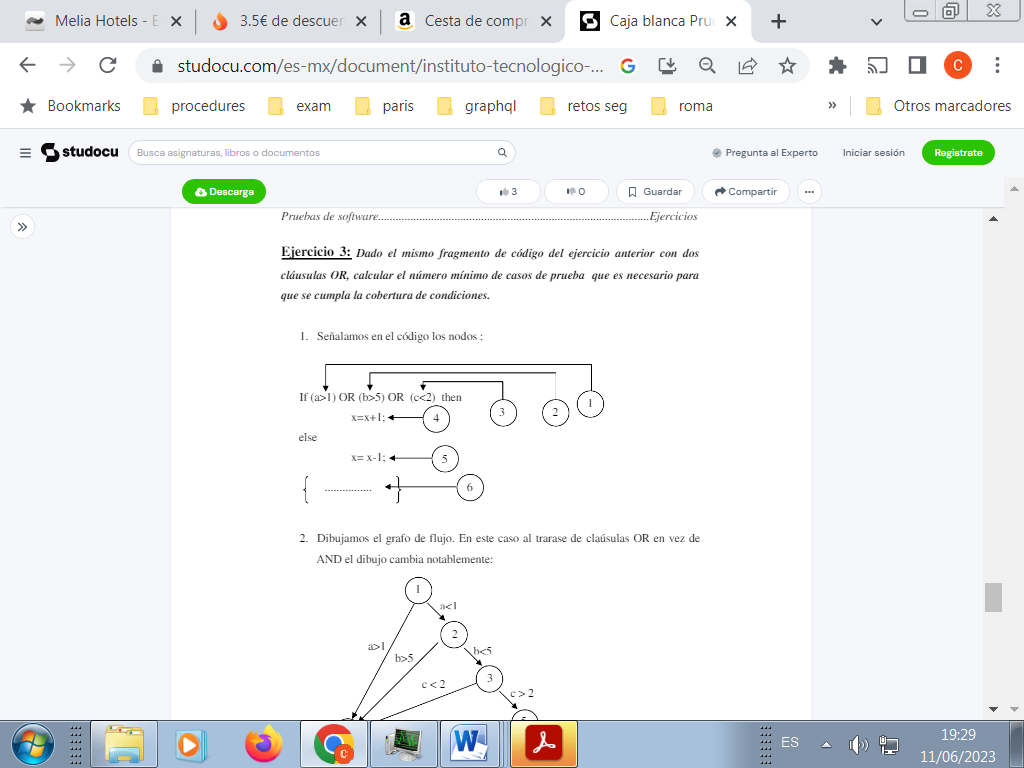 Melia Hotels - E
3.5€ de descuen
Cesta de compr
Caja blanca Pru
studocu.com/es-mx/document/instituto-tecnologico-...
C
Bookmarks
procedures
exam
paris
graphql
retos seg
roma
»
Otros marcadores
studocu
Busca asignaturas, libros o documentos
Pregunta al Experto
Iniciar sesión
Regístrate
Descarga
3
0
Guardar
Compartir
...
Pruebas de software..............................................................................................Ejercicios
Ejercicio 3: Dado el mismo fragmento de código del ejercicio anterior con dos
cláusulas OR, calcular el número mínimo de casos de prueba que es necesario para
que se cumpla la cobertura de condiciones.
1. Señalamos en el código los nodos :
If (a>1) OR (b>5) OR (c<2) then
3
2
1
x=x+1;
4
else
x= x-1;
5
{ ................ }
6
2. Dibujamos el grafo de flujo. En este caso al trarase de claúsulas OR en vez de
AND el dibujo cambia notablemente:
1
a<1
2
a>1
b>5
b<5
3
c < 2
c > 2
ES
19:29
11/06/2023